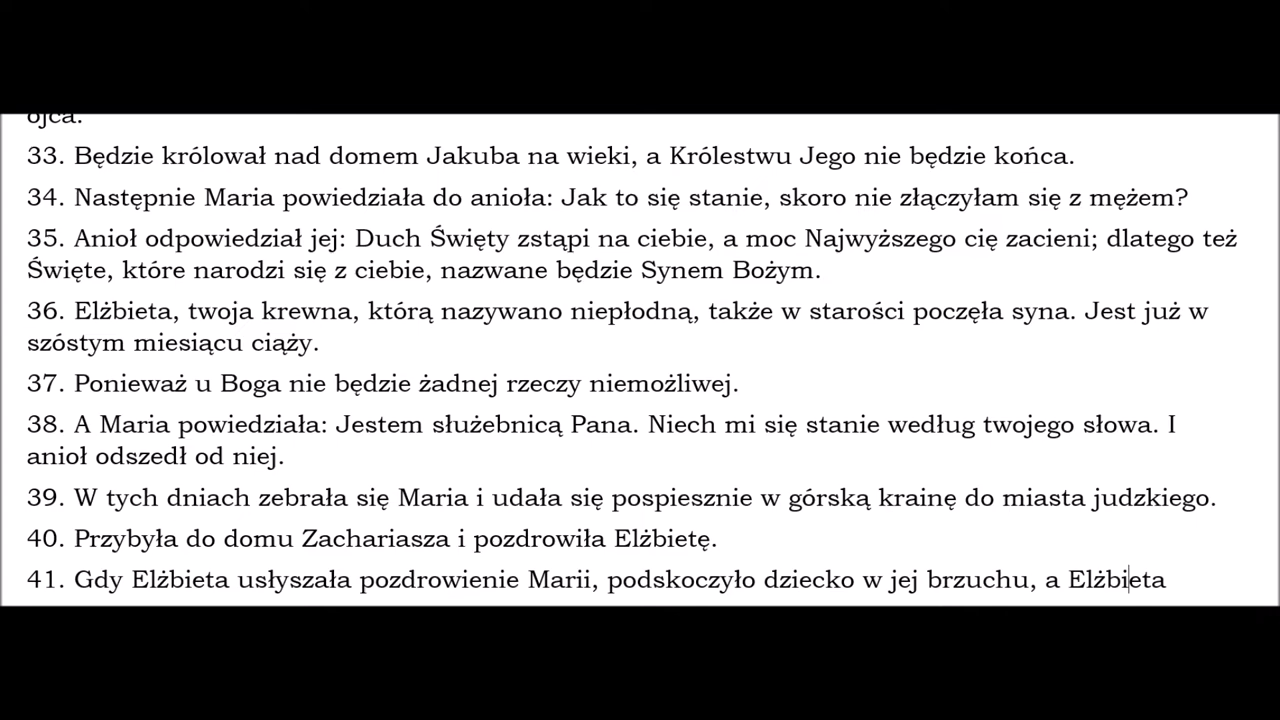 ojca.
33. Będzie królował nad domem Jakuba na wieki, a Królestwu Jego nie będzie końca.
34. Następnie Maria powiedziała do anioła: Jak to się stanie, skoro nie złączyłam się z mężem?
35. Anioł odpowiedział jej: Duch Święty zstąpi na ciebie, a moc Najwyższego cię zacieni; dlatego też
Święte, które narodzi się z ciebie, nazwane będzie Synem Bożym.
36. Elżbieta, twoja krewna, którą nazywano niepłodną, także w starości poczęła syna. Jest już w
szóstym miesiącu ciąży.
37. Ponieważ u Boga nie będzie żadnej rzeczy niemożliwej.
38. A Maria powiedziała: Jestem służebnicą Pana. Niech mi się stanie według twojego słowa. I
anioł odszedł od niej.
39. W tych dniach zebrała się Maria i udała się pospiesznie w górską krainę do miasta judzkiego.
40. Przybyła do domu Zachariasza i pozdrowiła Elżbietę.
41. Gdy Elżbieta usłyszała pozdrowienie Marii, podskoczyło dziecko w jej brzuchu, a Elżbieta